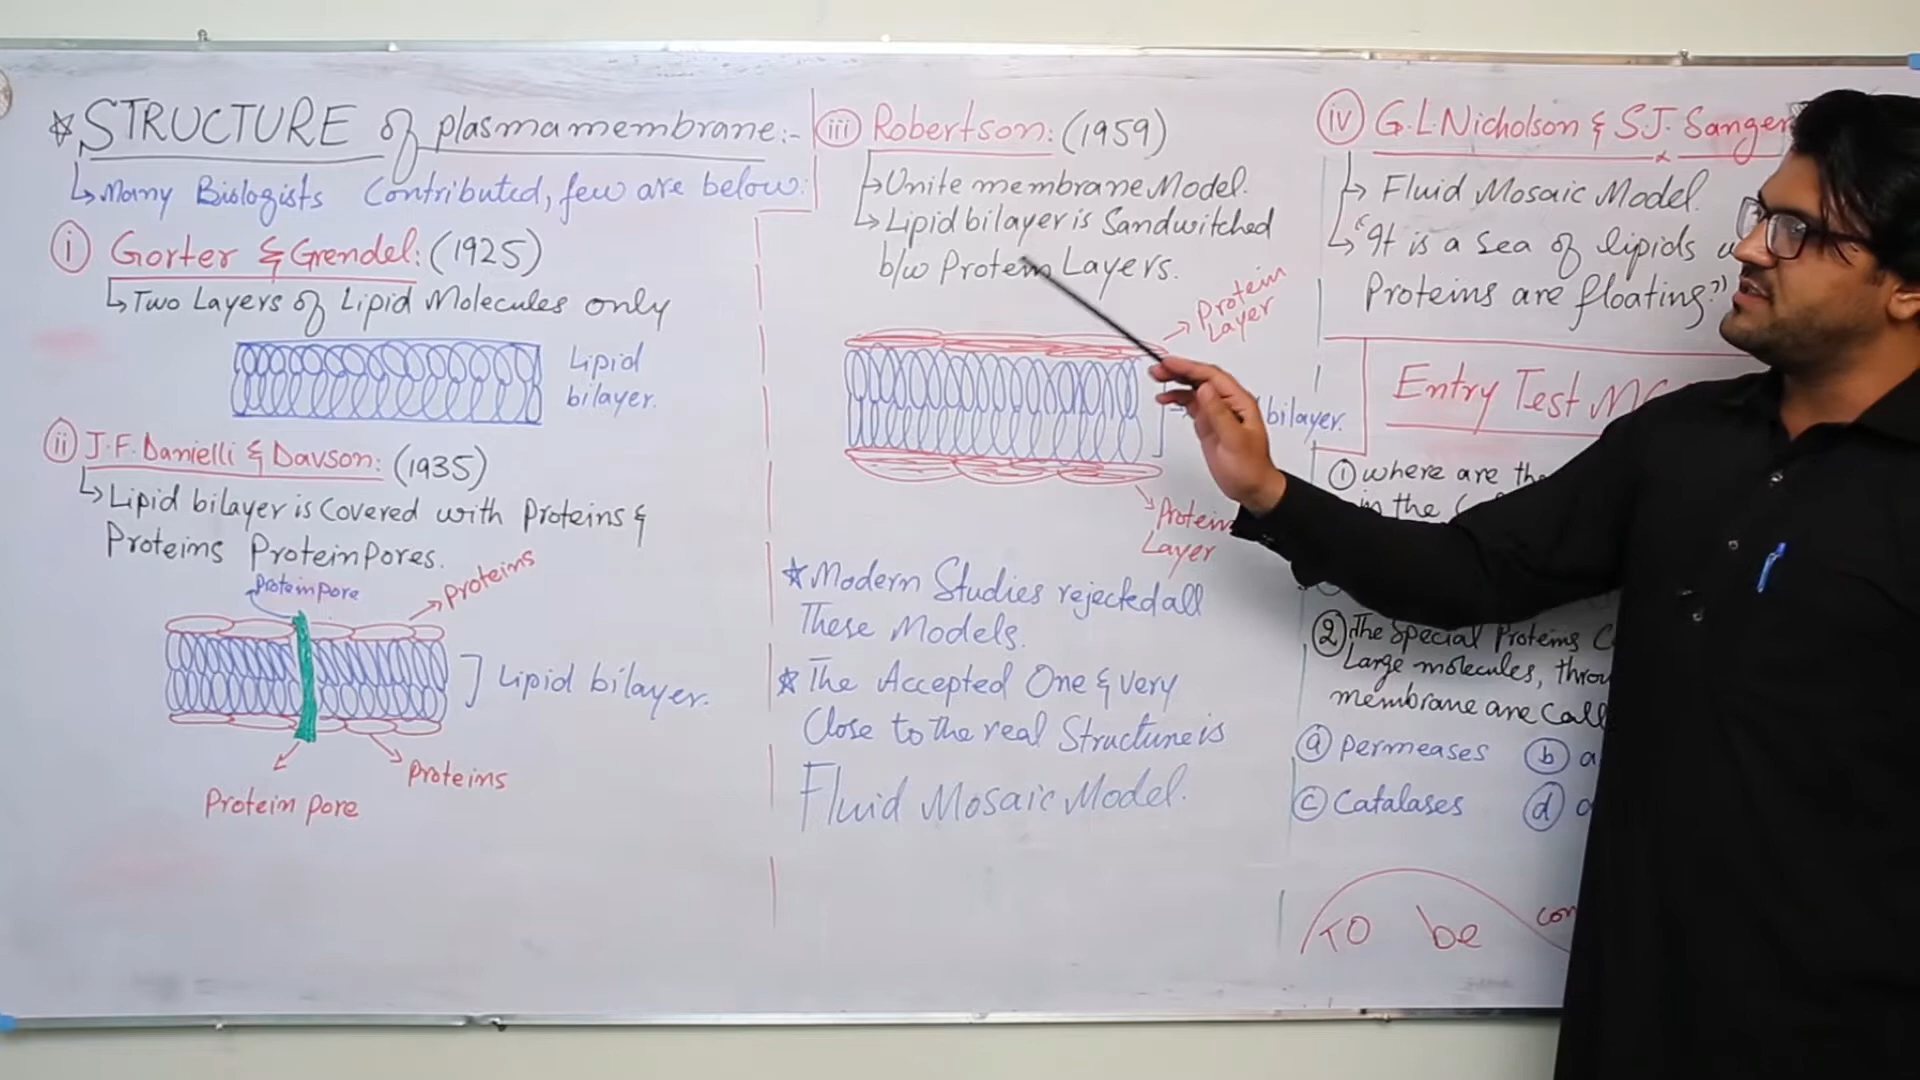 STRUCTURE of plasma membrane:-
Many Biologists Contributed, few are below:
i Gorter & Grendel: (1925)
Two Layers of Lipid Molecules only
Lipid
bilayer.
ii J.F. Danielli & Davson: (1935)
Lipid bilayer is Covered with Proteins &
Proteins Protein Pores.
Protein pore
Proteins
Lipid bilayer.
Proteins
Protein pore
iii Robertson: (1959)
Unite membrane Model.
Lipid bilayer is Sandwitched
b/w Protein Layers.
Protein
Layer
bilayer.
Protein
Layer
Modern Studies rejected all
These Models.
The Accepted One & very
Close to the real Structure is
Fluid Mosaic Model.
iv G.L. Nicholson & S.J. Sanger
Fluid Mosaic Model.
"It is a Sea of lipids
Proteins are floating"
Entry Test
① where are
in the
② The Special Proteins
Large molecules,
membrane are
a Permeases b
c Catalases d
To be